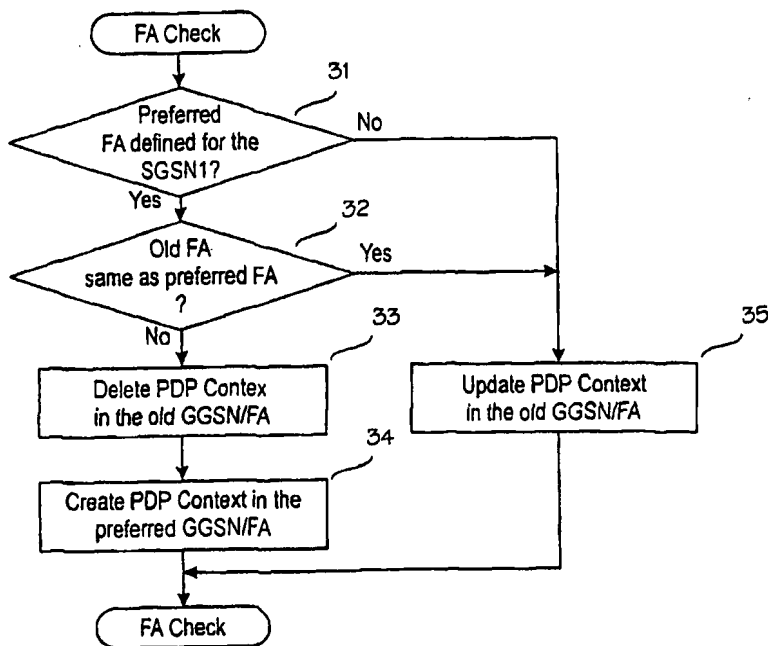 FA Check
31
Preferred
FA defined for the
SGSN1?
No
Yes
32
Old FA
same as preferred FA
?
Yes
No
33
Delete PDP Contex
in the old GGSN/FA
35
Update PDP Context
in the old GGSN/FA
34
Create PDP Context in the
preferred GGSN/FA
FA Check